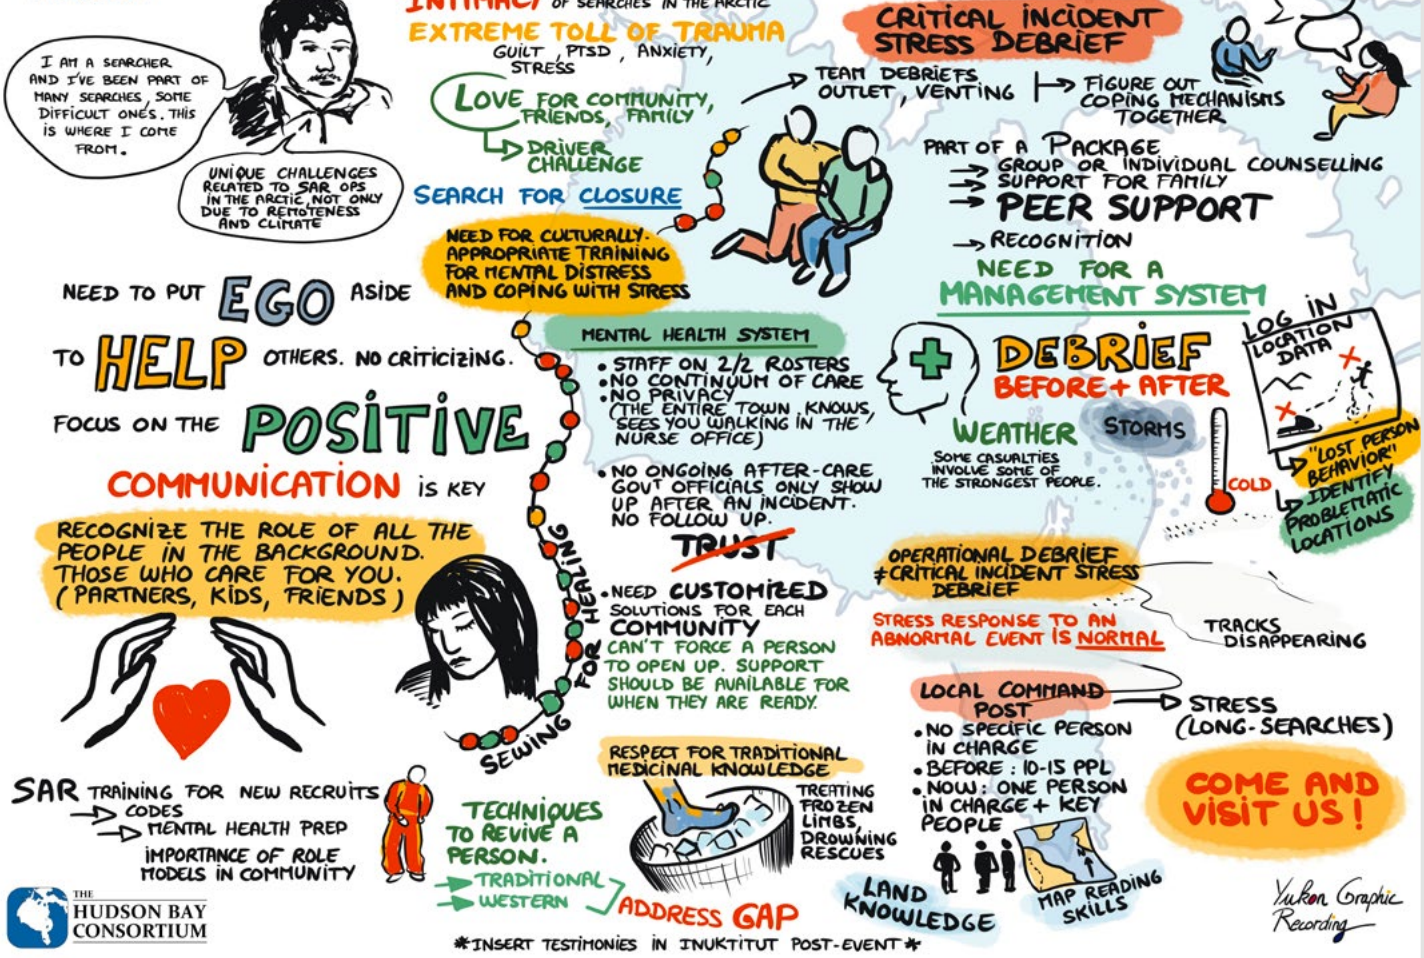 INTIMACY OF SEARCHES IN THE ARCTIC
EXTREME TOLL OF TRAUMA
GUILT, PTSD, ANXIETY,
STRESS
I AM A SEARCHER
AND I'VE BEEN PART OF
MANY SEARCHES, SOME
DIFFICULT ONES. THIS
IS WHERE I COME
FROM.
UNIQUE CHALLENGES
RELATED TO SAR OPS
IN THE ARCTIC, NOT ONLY
DUE TO REMOTENESS
AND CLIMATE
LOVE FOR COMMUNITY,
FRIENDS, FAMILY
DRIVER
CHALLENGE
SEARCH FOR CLOSURE
NEED FOR CULTURALLY-
APPROPRIATE TRAINING
FOR MENTAL DISTRESS
AND COPING WITH STRESS
CRITICAL INCIDENT
STRESS DEBRIEF
TEAM DEBRIEFS,
OUTLET, VENTING
FIGURE OUT
COPING MECHANISMS
TOGETHER
PART OF A PACKAGE
GROUP OR INDIVIDUAL COUNSELLING
SUPPORT FOR FAMILY
PEER SUPPORT
RECOGNITION
NEED FOR A
MANAGEMENT SYSTEM
NEED TO PUT EGO ASIDE
TO HELP OTHERS. NO CRITICIZING.
FOCUS ON THE POSITIVE
COMMUNICATION IS KEY
RECOGNIZE THE ROLE OF ALL THE
PEOPLE IN THE BACKGROUND.
THOSE WHO CARE FOR YOU.
(PARTNERS, KIDS, FRIENDS)
MENTAL HEALTH SYSTEM
• STAFF ON 2/2 ROSTERS
• NO CONTINUUM OF CARE
• NO PRIVACY
(THE ENTIRE TOWN KNOWS,
SEES YOU WALKING IN THE
NURSE OFFICE)
• NO ONGOING AFTER-CARE
GOV'T OFFICIALS ONLY SHOW
UP AFTER AN INCIDENT.
NO FOLLOW UP.
TRUST
• NEED CUSTOMIZED
SOLUTIONS FOR EACH
COMMUNITY
CAN'T FORCE A PERSON
TO OPEN UP. SUPPORT
SHOULD BE AVAILABLE FOR
WHEN THEY ARE READY.
SEWING FOR HEALING
DEBRIEF
BEFORE + AFTER
WEATHER
STORMS
SOME CASUALTIES
INVOLVE SOME OF
THE STRONGEST PEOPLE.
COLD
LOG IN
LOCATION
DATA
"LOST PERSON
BEHAVIOR"
IDENTIFY
PROBLEMATIC
LOCATIONS
OPERATIONAL DEBRIEF
≠ CRITICAL INCIDENT STRESS
DEBRIEF
STRESS RESPONSE TO AN
ABNORMAL EVENT IS NORMAL
TRACKS
DISAPPEARING
LOCAL COMMAND
POST
• NO SPECIFIC PERSON
IN CHARGE
• BEFORE : 10-15 PPL
• NOW : ONE PERSON
IN CHARGE + KEY
PEOPLE
STRESS
(LONG-SEARCHES)
COME AND
VISIT US!
SAR TRAINING FOR NEW RECRUITS
CODES
MENTAL HEALTH PREP
IMPORTANCE OF ROLE
MODELS IN COMMUNITY
TECHNIQUES
TO REVIVE A
PERSON.
TRADITIONAL
WESTERN
ADDRESS GAP
RESPECT FOR TRADITIONAL
MEDICINAL KNOWLEDGE
TREATING
FROZEN
LIMBS,
DROWNING
RESCUES
LAND
KNOWLEDGE
N
MAP READING
SKILLS
THE
HUDSON BAY
CONSORTIUM
*INSERT TESTIMONIES IN INUKTITUT POST-EVENT*
Yukon Graphic
Recording